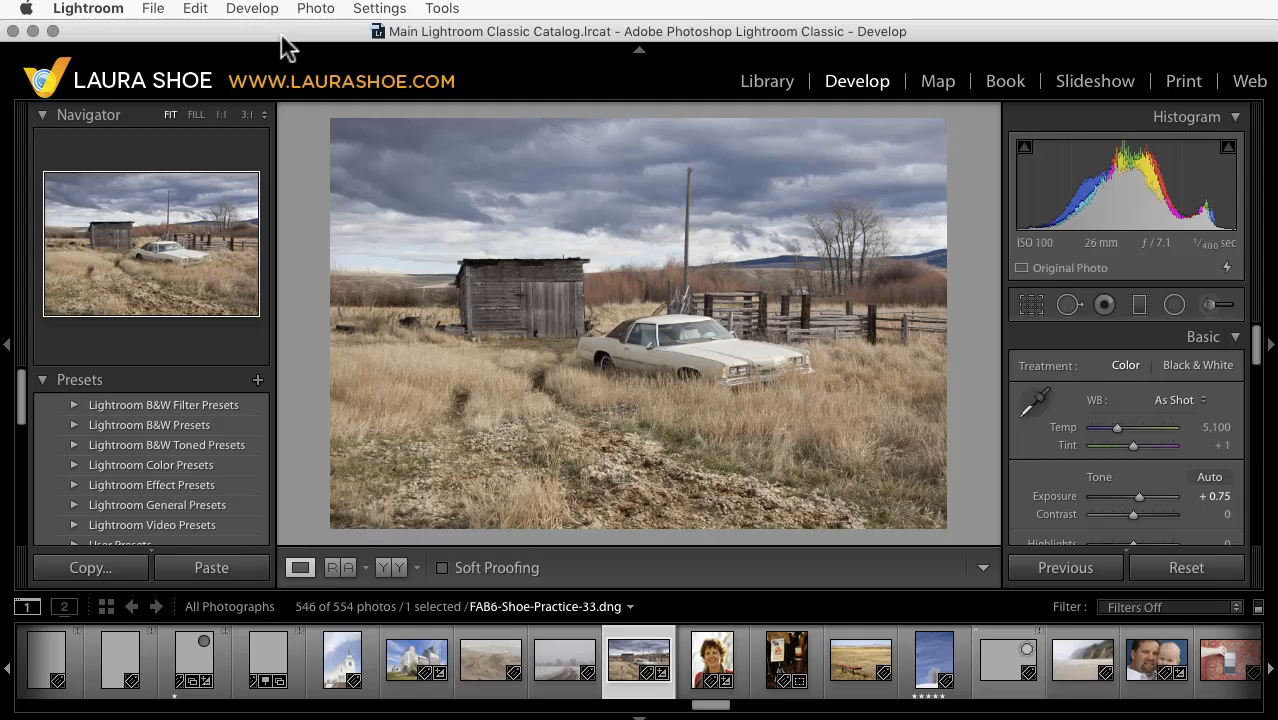 Lightroom File Edit Develop Photo Settings Tools
Main Lightroom Classic Catalog.lrcat - Adobe Photoshop Lightroom Classic - Develop
LAURA SHOE WWW.LAURASHOE.COM
Library Develop Map Book Slideshow Print Web
Navigator FIT FILL 1:1 3:1
Histogram
ISO 100 26 mm ƒ / 7.1 1/400 sec
Original Photo
Basic
Treatment : Color Black & White
WB : As Shot
Temp 5,100
Tint + 1
Tone Auto
Exposure + 0.75
Contrast 0
Highlights
Presets +
Lightroom B&W Filter Presets
Lightroom B&W Presets
Lightroom B&W Toned Presets
Lightroom Color Presets
Lightroom Effect Presets
Lightroom General Presets
Lightroom Video Presets
User Presets
Copy... Paste
R A Y Y Soft Proofing
Previous Reset
1 2 All Photographs 546 of 554 photos / 1 selected / FAB6-Shoe-Practice-33.dng
Filter : Filters Off